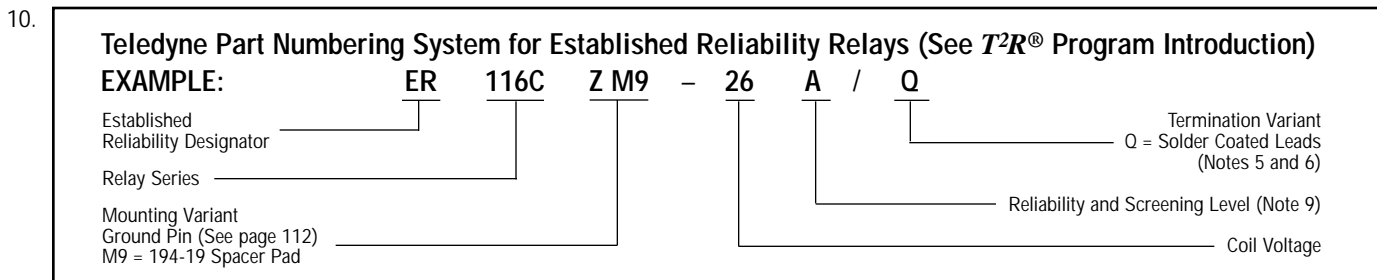 10.
Teledyne Part Numbering System for Established Reliability Relays (See T²R® Program Introduction)
EXAMPLE: ER 116C Z M9 – 26 A / Q
Established
Reliability Designator
Relay Series
Mounting Variant
Ground Pin (See page 112)
M9 = 194-19 Spacer Pad
Termination Variant
Q = Solder Coated Leads
(Notes 5 and 6)
Reliability and Screening Level (Note 9)
Coil Voltage